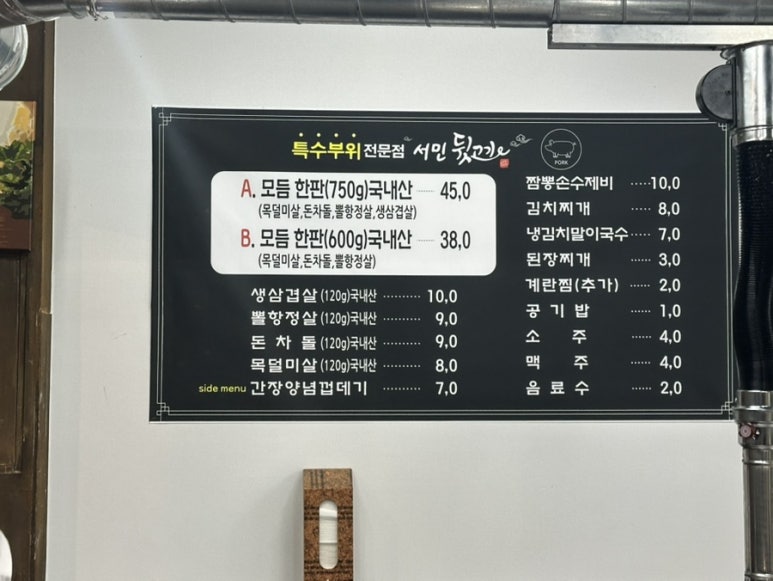 특수부위 전문점 서민 뒷고기
PORK
A. 모듬 한판(750g)국내산 ······ 45,0
(목덜미살,돈차돌,뽈항정살,생삼겹살)
B. 모듬 한판(600g)국내산 ······ 38,0
(목덜미살,돈차돌,뽈항정살)
생삼겹살 (120g)국내산 ·········· 10,0
뽈항정살 (120g)국내산 ·········· 9,0
돈 차 돌 (120g)국내산 ·········· 9,0
목덜미살 (120g)국내산 ·········· 8,0
side menu 간장양념껍데기 ·········· 7,0
짬뽕손수제비 ·····10,0
김치찌개 ······ 8,0
냉김치말이국수 ····· 7,0
된장찌개 ······ 3,0
계란찜(추가) ······ 2,0
공 기 밥 ······ 1,0
소 주 ······ 4,0
맥 주 ······ 4,0
음 료 수 ······ 2,0